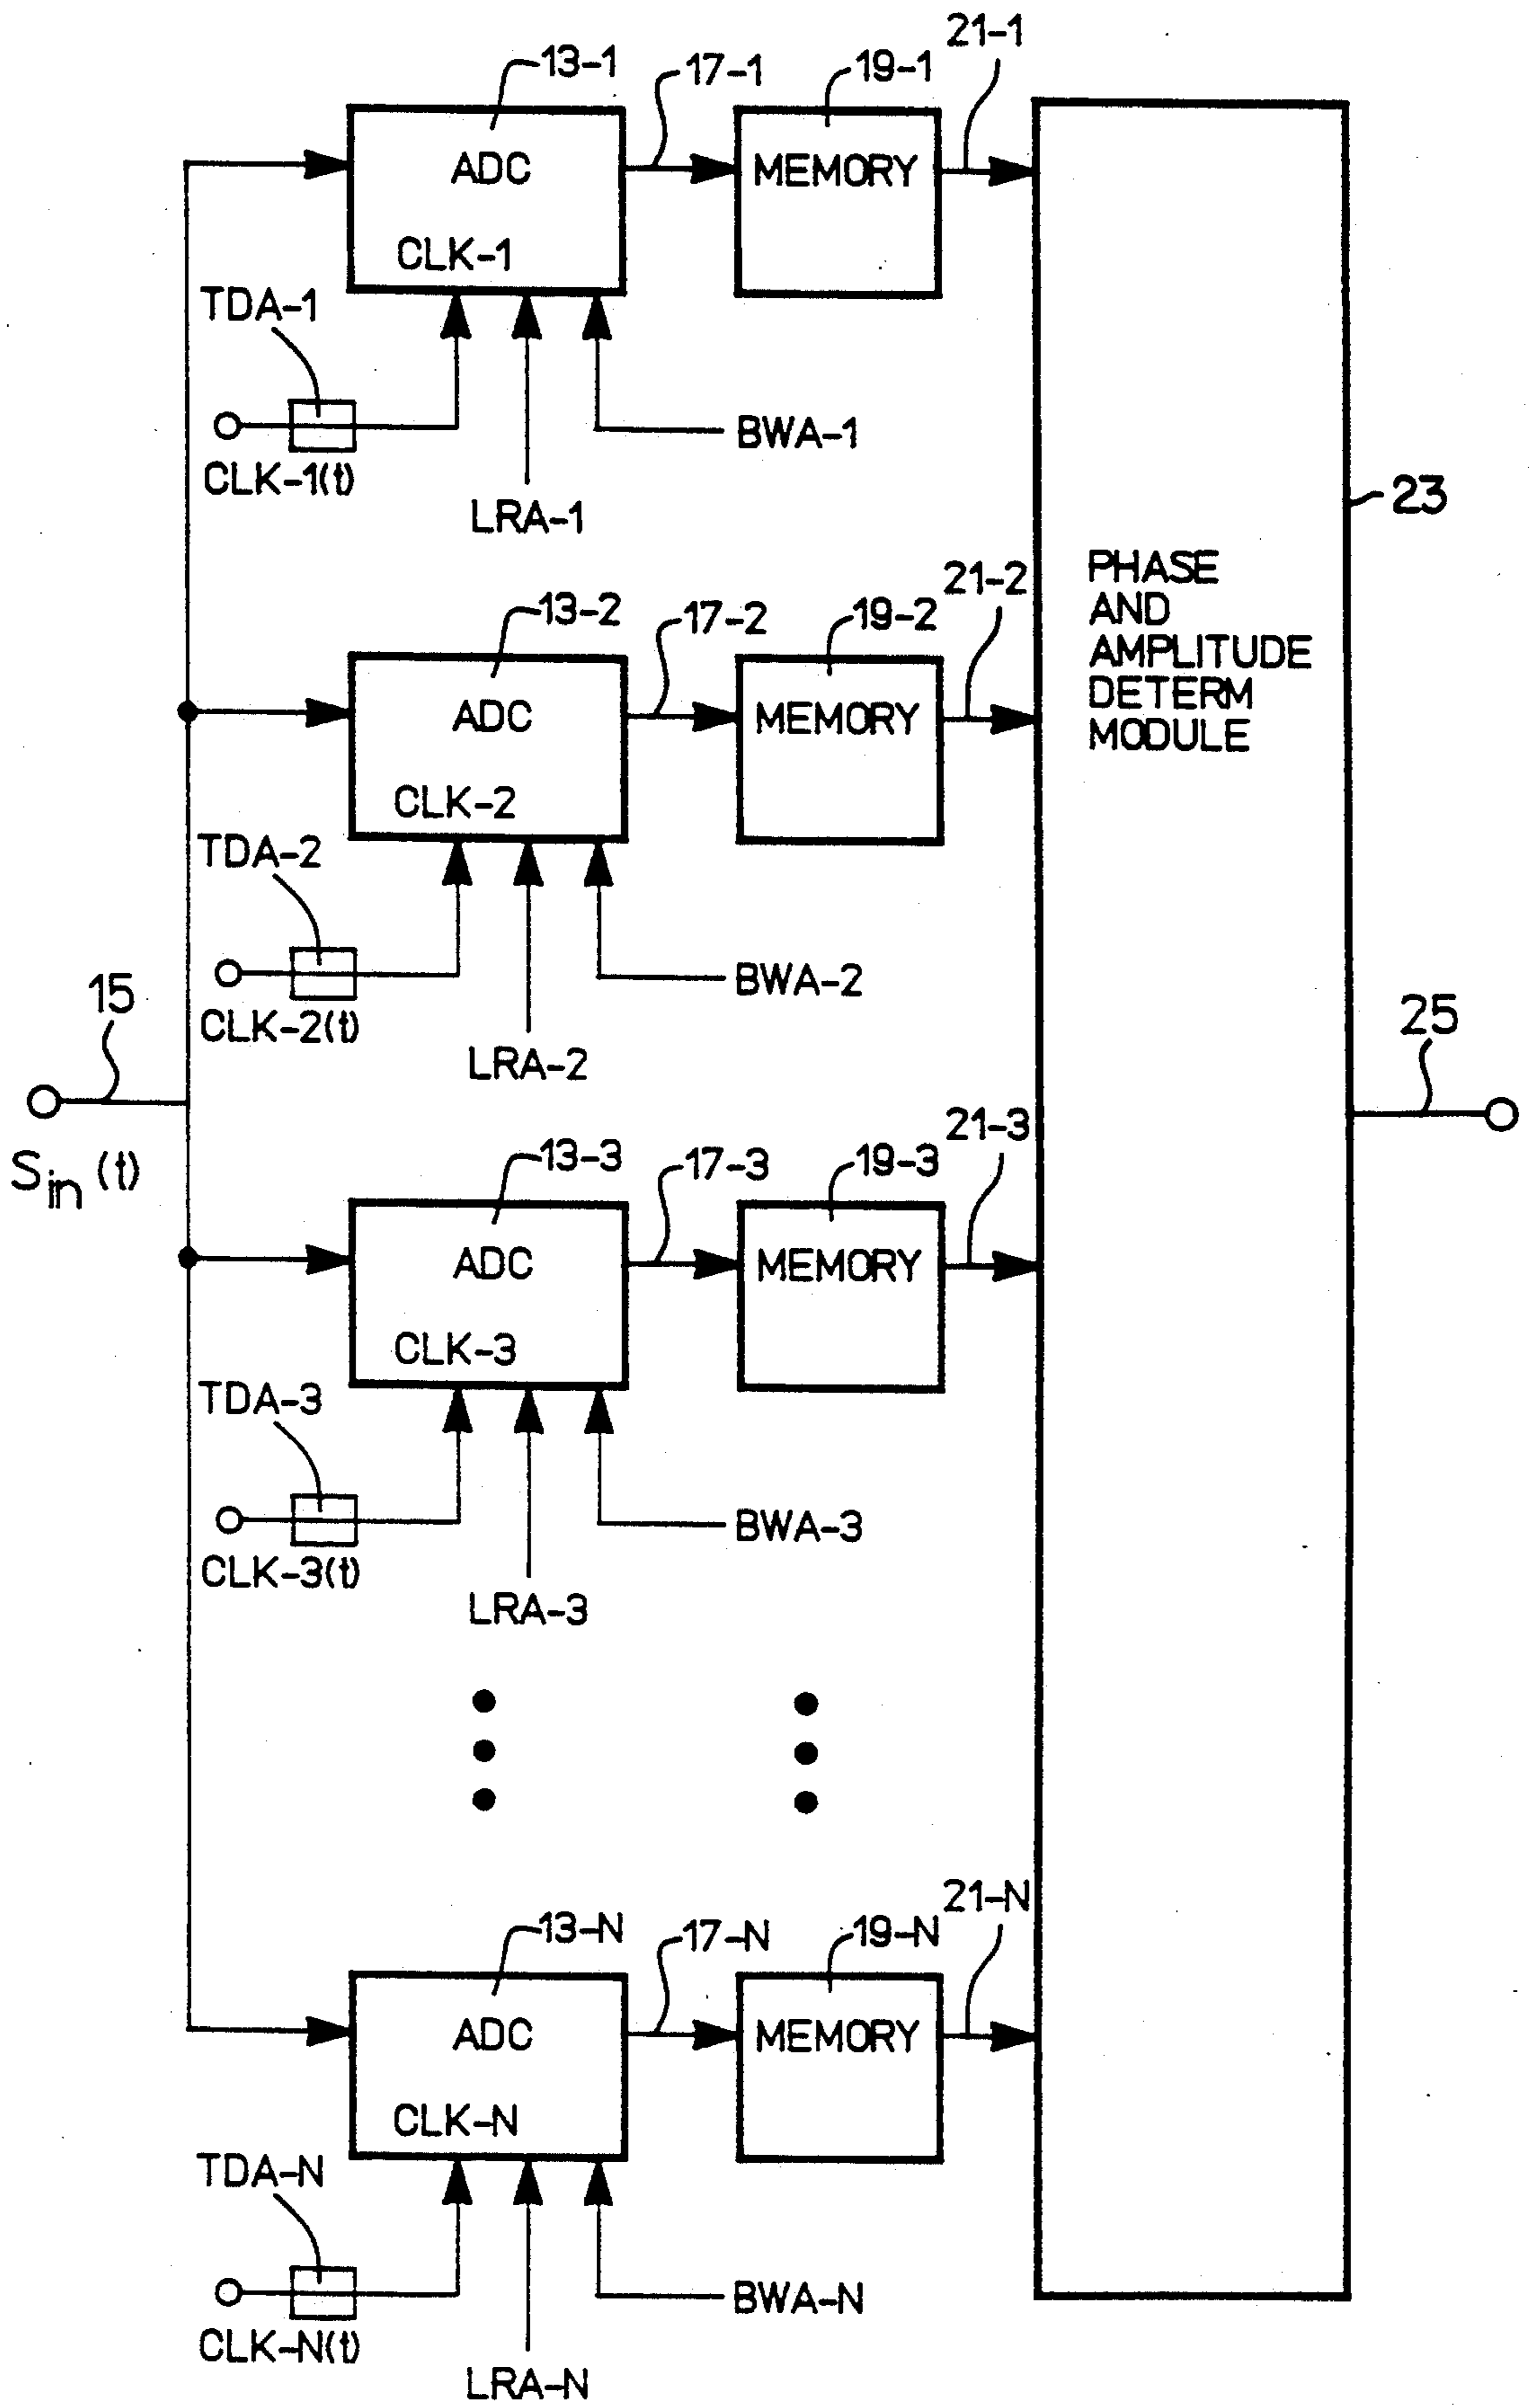 21-1
13-1
17-1
19-1
ADC
MEMORY
CLK-1
TDA-1
BWA-1
CLK-1(t)
LRA-1
23
PHASE
AND
AMPLITUDE
DETERM
MODULE
21-2
13-2
17-2
19-2
ADC
MEMORY
CLK-2
TDA-2
BWA-2
CLK-2(t)
LRA-2
15
25
Sin (t)
21-3
13-3
17-3
19-3
ADC
MEMORY
CLK-3
TDA-3
BWA-3
CLK-3(t)
LRA-3
21-N
13-N
17-N
19-N
ADC
MEMORY
CLK-N
TDA-N
BWA-N
CLK-N(t)
LRA-N